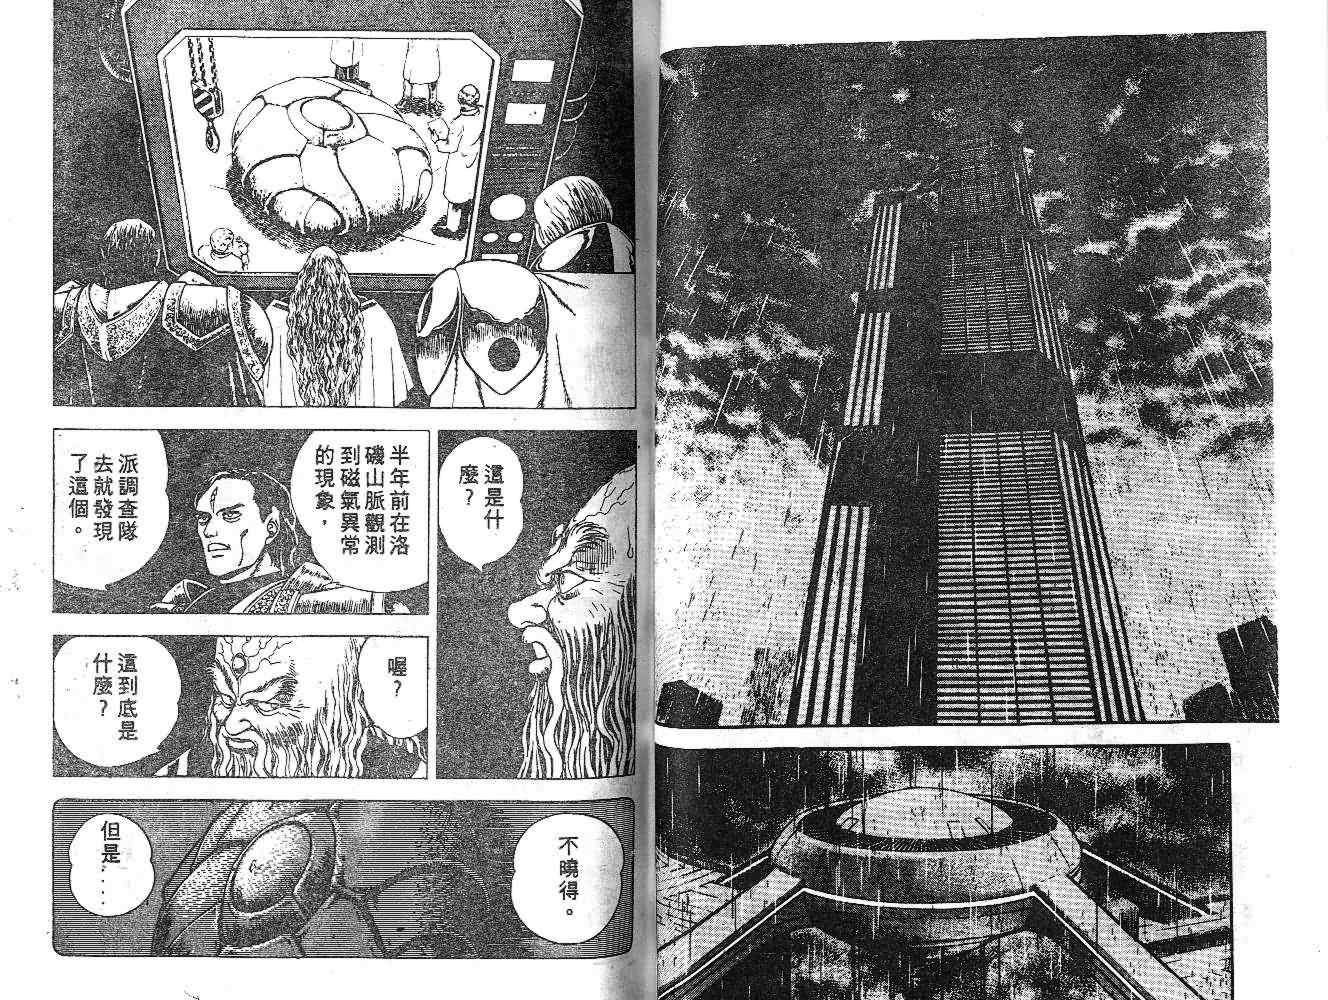 這是什
麼?
半年前在洛
磯山脈觀測
到磁氣異常
的現象，
派調查隊
去就發現
了這個。
喔?
這到底是
什麼?
不曉得。
但是....